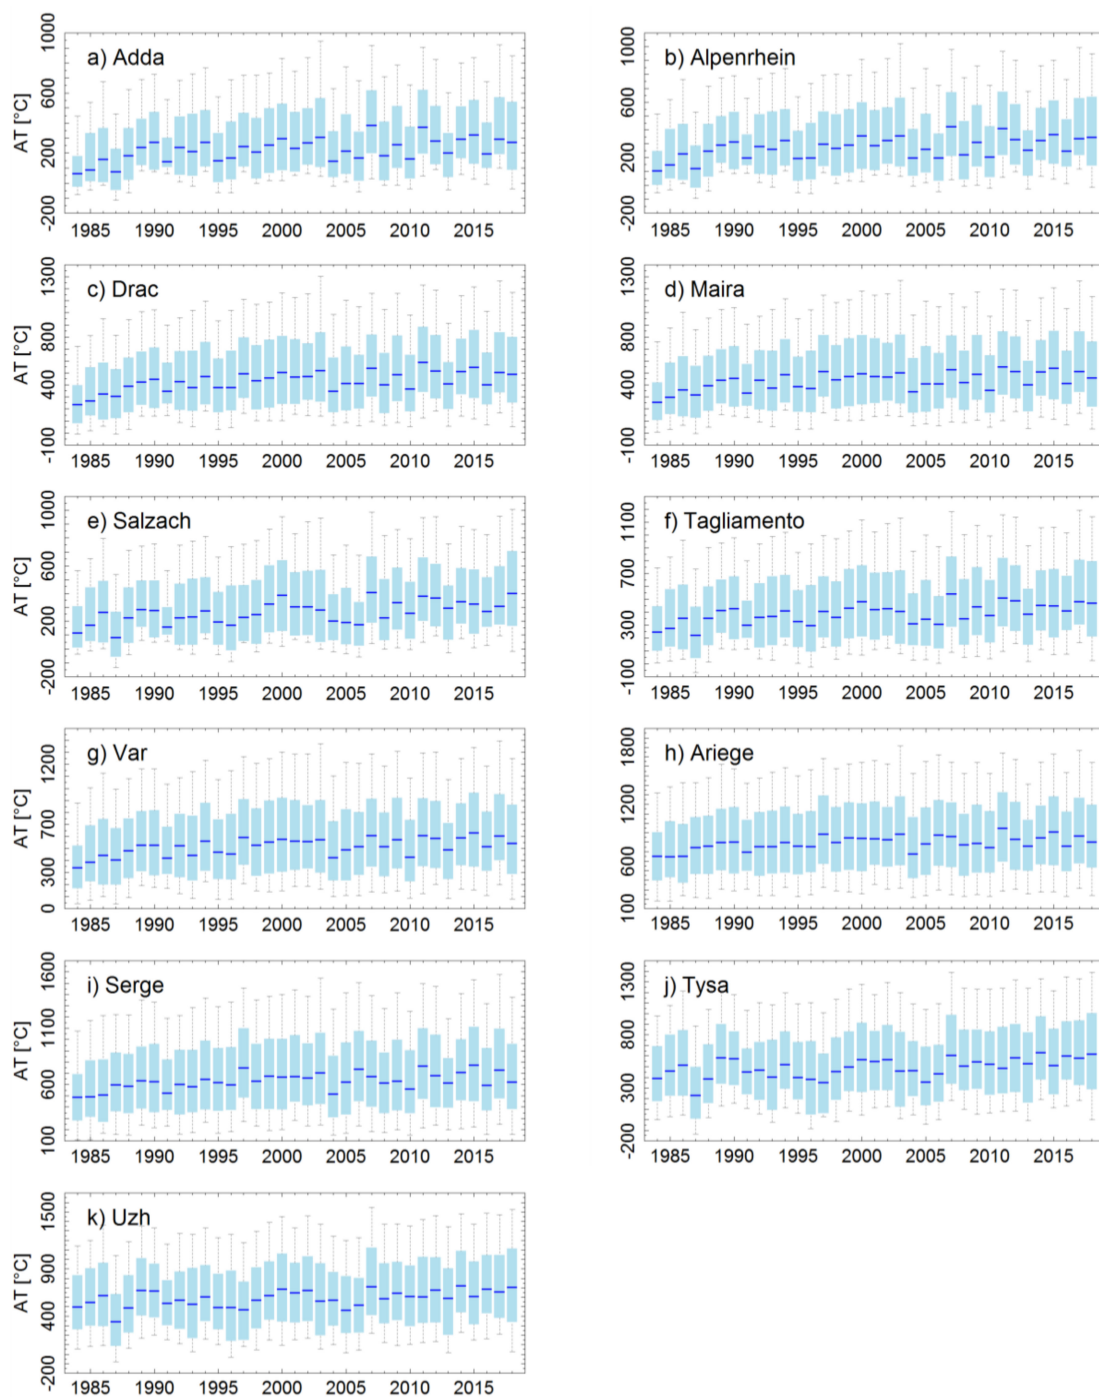 a) Adda
AT [°C]
-200 200 600 1000
1985 1990 1995 2000 2005 2010 2015
b) Alpenrhein
-200 200 600 1000
1985 1990 1995 2000 2005 2010 2015
c) Drac
AT [°C]
-100 400 800 1300
1985 1990 1995 2000 2005 2010 2015
d) Maira
-100 400 800 1300
1985 1990 1995 2000 2005 2010 2015
e) Salzach
AT [°C]
-200 200 600 1000
1985 1990 1995 2000 2005 2010 2015
f) Tagliamento
-100 300 700 1100
1985 1990 1995 2000 2005 2010 2015
g) Var
AT [°C]
0 300 700 1200
1985 1990 1995 2000 2005 2010 2015
h) Ariege
100 600 1200 1800
1985 1990 1995 2000 2005 2010 2015
i) Serge
AT [°C]
100 600 1100 1600
1985 1990 1995 2000 2005 2010 2015
j) Tysa
-200 300 800 1300
1985 1990 1995 2000 2005 2010 2015
k) Uzh
AT [°C]
-200 400 900 1500
1985 1990 1995 2000 2005 2010 2015